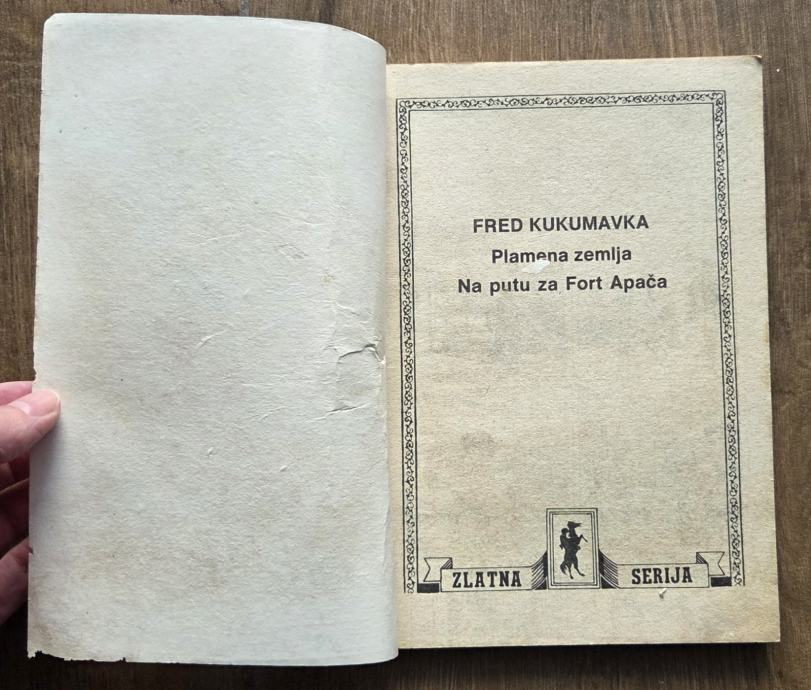 FRED KUKUMAVKA
Plamena zemlja
Na putu za Fort Apača
ZLATNA SERIJA